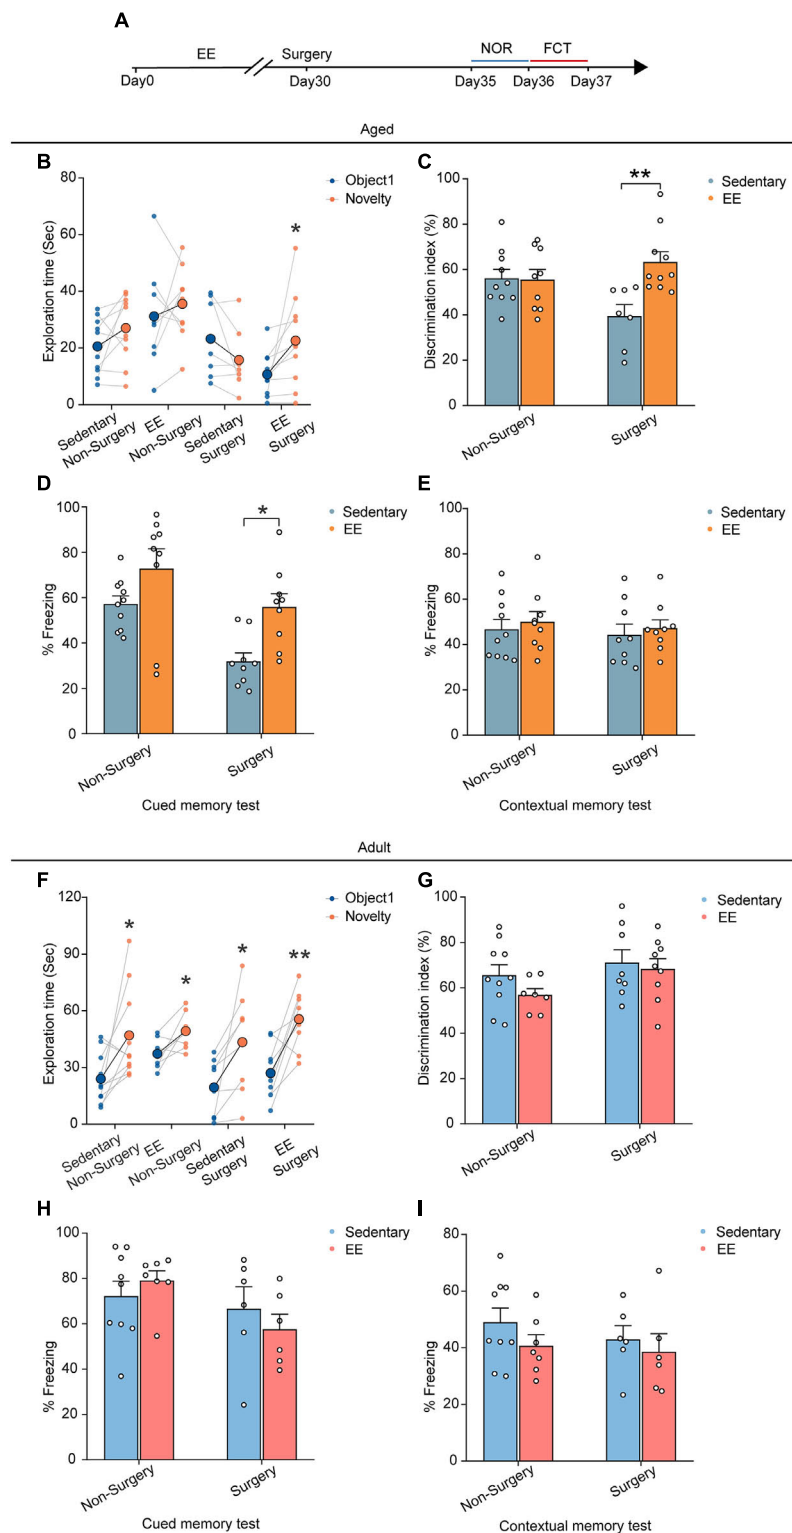 A
EE
Surgery
NOR
FCT
Day0
Day30
Day35
Day36
Day37
Aged
B
80
60
40
20
0
Exploration time (Sec)
Object1
Novelty
*
Sedentary
Non-Surgery
EE
Non-Surgery
Sedentary
Surgery
EE
Surgery
C
100
80
60
40
20
0
Discrimination index (%)
**
Sedentary
EE
Non-Surgery
Surgery
D
100
80
60
40
20
0
% Freezing
*
Sedentary
EE
Non-Surgery
Surgery
Cued memory test
E
100
80
60
40
20
0
% Freezing
Sedentary
EE
Non-Surgery
Surgery
Contextual memory test
Adult
F
120
90
60
30
0
Exploration time (Sec)
Object1
Novelty
*
*
*
**
Sedentary
Non-Surgery
EE
Non-Surgery
Sedentary
Surgery
EE
Surgery
G
100
80
60
40
20
0
Discrimination index (%)
Sedentary
EE
Non-Surgery
Surgery
H
100
80
60
40
20
0
% Freezing
Sedentary
EE
Non-Surgery
Surgery
Cued memory test
I
80
60
40
20
0
% Freezing
Sedentary
EE
Non-Surgery
Surgery
Contextual memory test